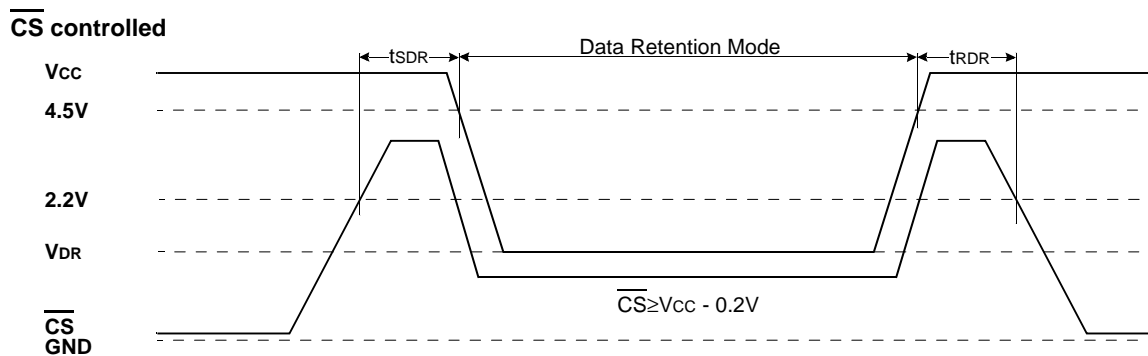 CS controlled
tSDR
Data Retention Mode
tRDR
VCC
4.5V
2.2V
VDR
CS≥VCC - 0.2V
CS
GND